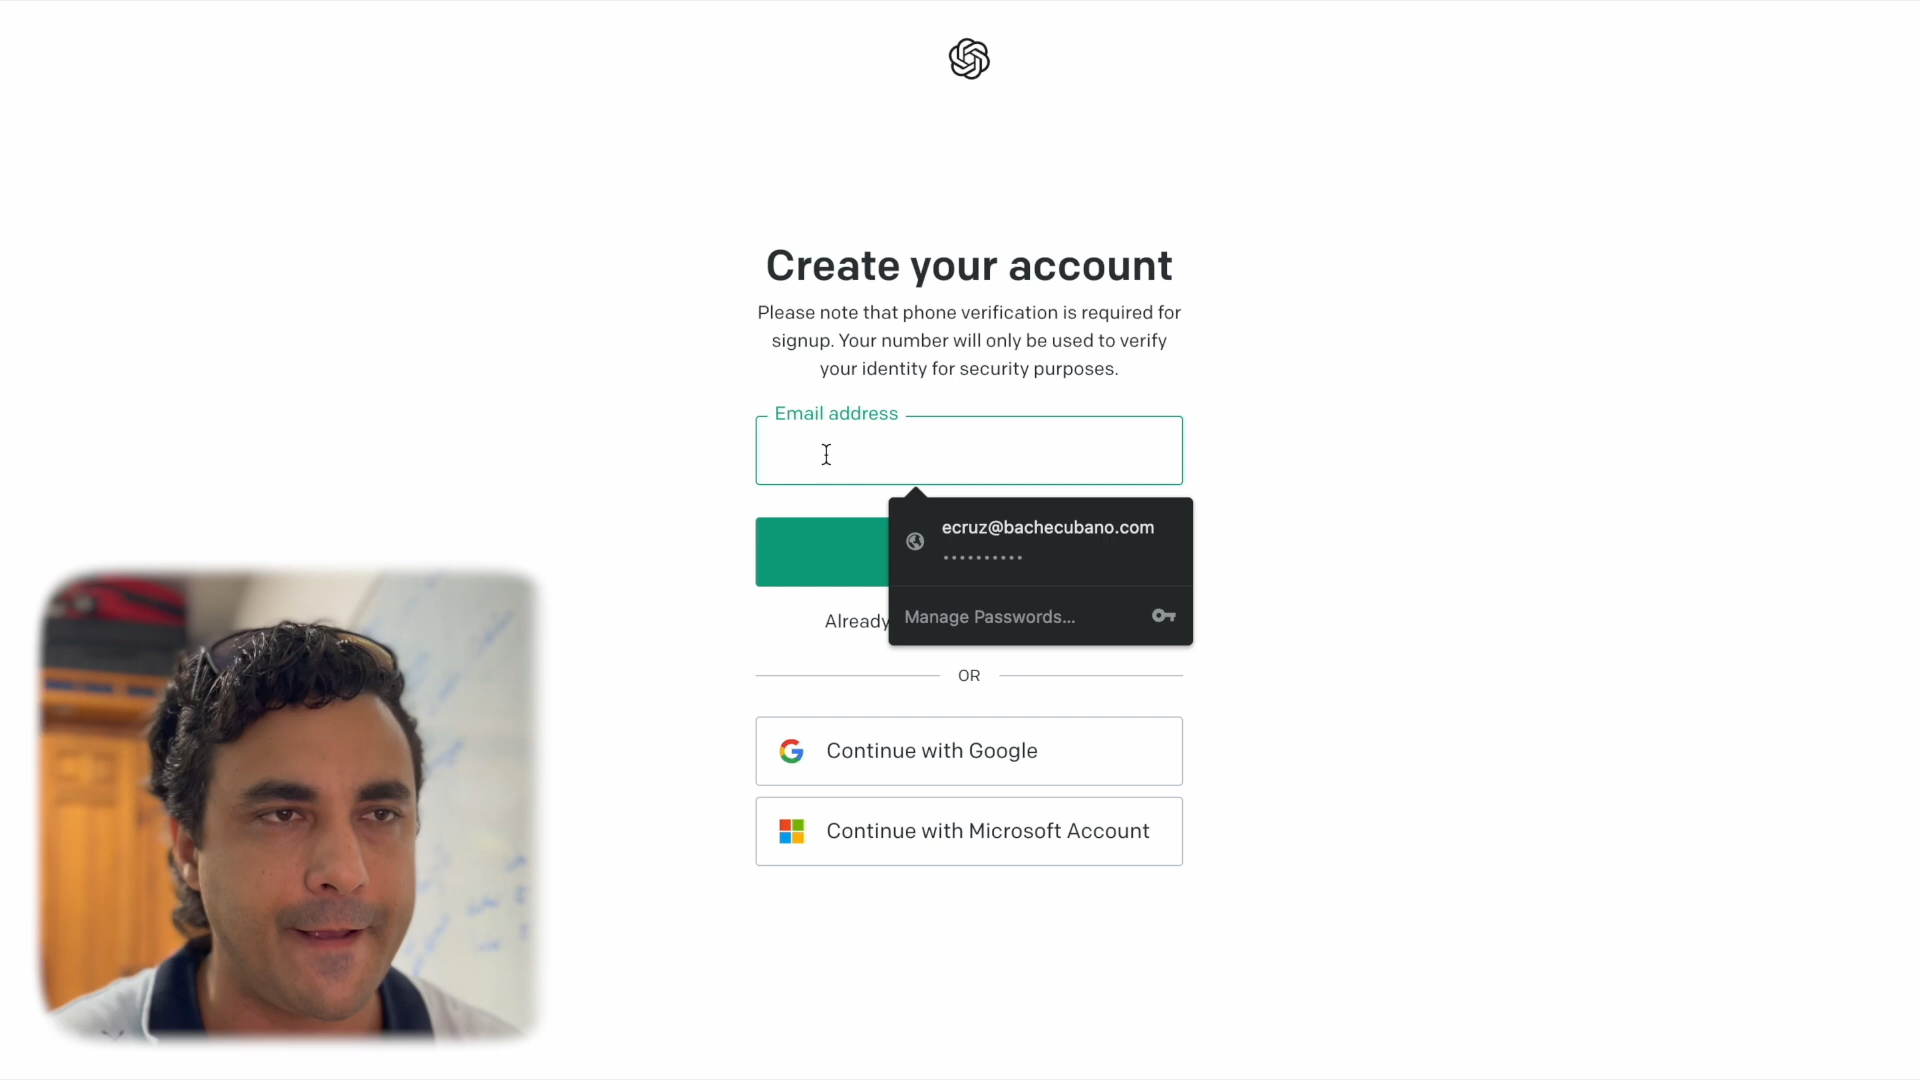 Create your account
Please note that phone verification is required for
signup. Your number will only be used to verify
your identity for security purposes.
Email address
ecruz@bachecubano.com
••••••••••
Manage Passwords...
Already
OR
Continue with Google
Continue with Microsoft Account